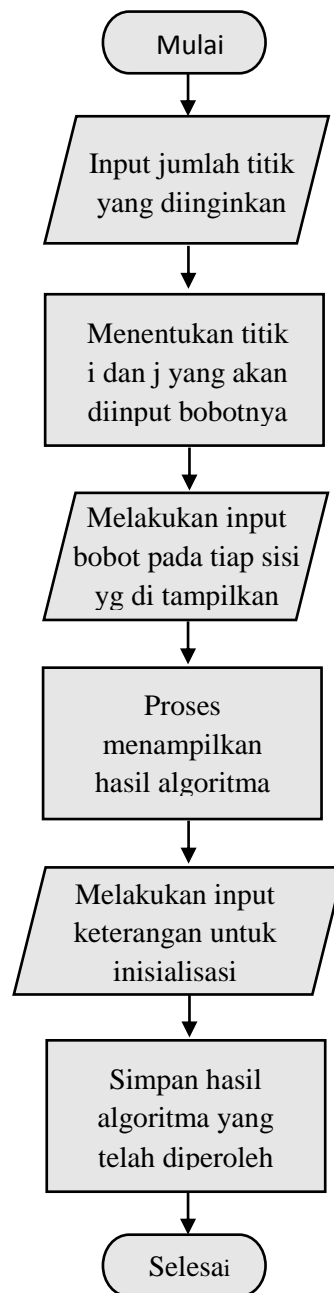 Mulai
Input jumlah titik
yang diinginkan
Menentukan titik
i dan j yang akan
diinput bobotnya
Melakukan input
bobot pada tiap sisi
yg di tampilkan
Proses
menampilkan
hasil algoritma
Melakukan input
keterangan untuk
inisialisasi
Simpan hasil
algoritma yang
telah diperoleh
Selesai